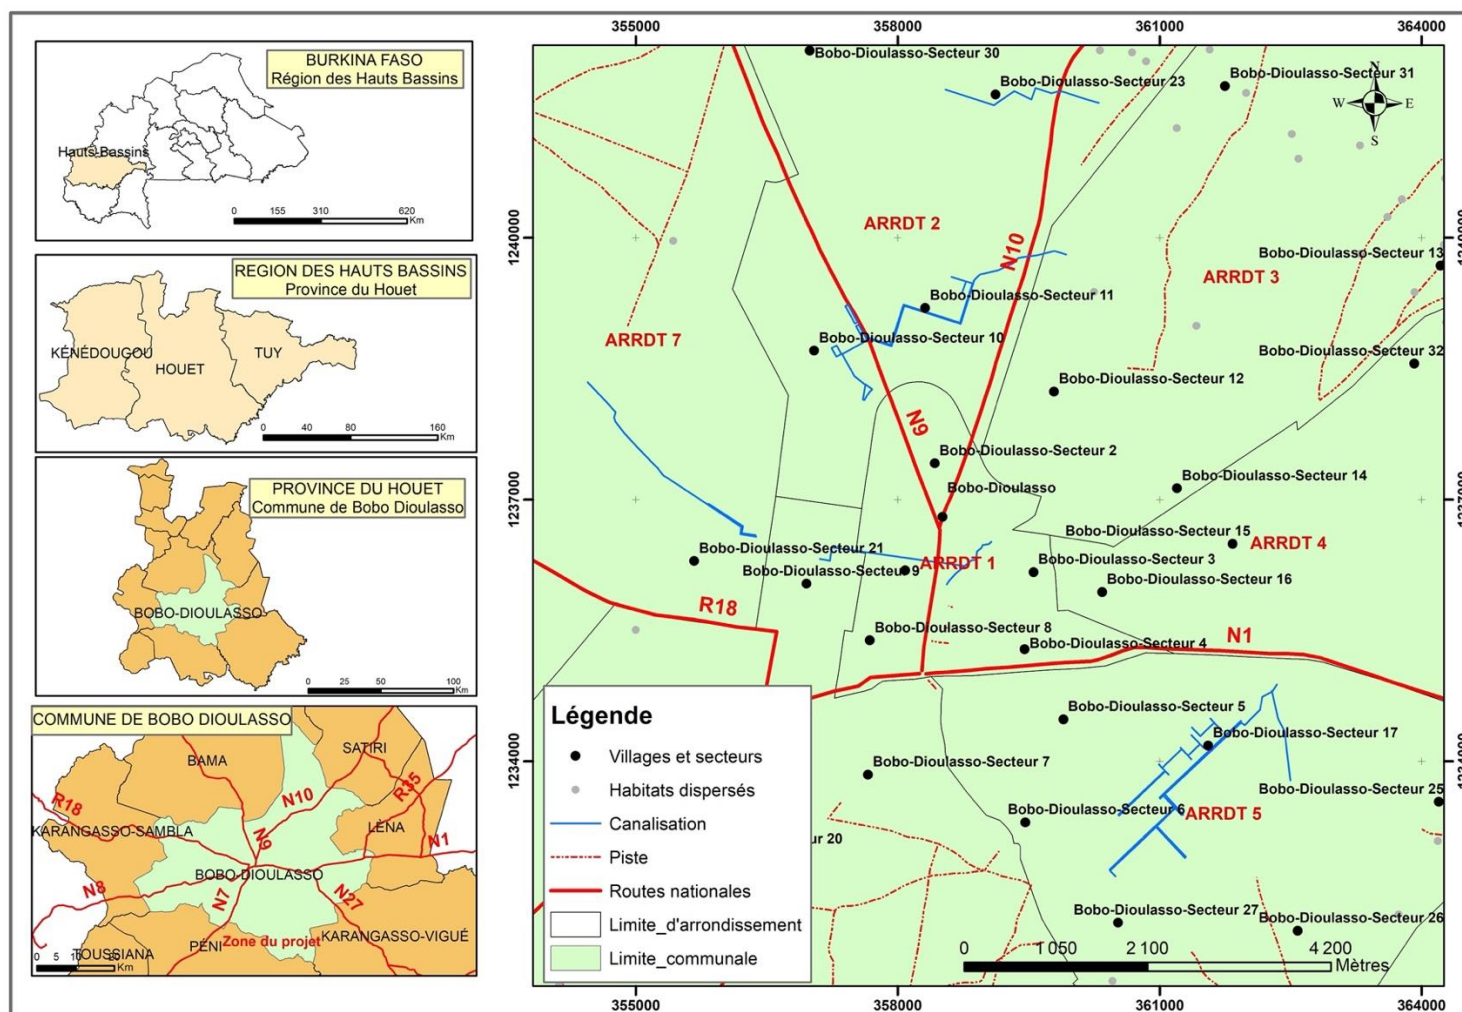 BURKINA FASO
Région des Hauts Bassins
Hauts-Bassins
0 155 310 620
Km
REGION DES HAUTS BASSINS
Province du Houet
KÉNÉDOUGOU
HOUET
TUY
0 40 80 160
Km
PROVINCE DU HOUET
Commune de Bobo Dioulasso
BOBO-DIOULASSO
0 25 50 100
Km
COMMUNE DE BOBO DIOULASSO
BAMA
SATIRI
R18
N10
R35
KARANGASSO-SAMBLA
N9
LÈNA
N1
BOBO-DIOULASSO
N8
N7
N27
PÉNI
Zone du projet
KARANGASSO-VIGUÉ
TOUSSIANA
0 5 10 20
Km
355000 358000 361000 364000
1240000
1237000
1234000
1240000
1237000
1234000
N
W E
S
Bobo-Dioulasso-Secteur 30
Bobo-Dioulasso-Secteur 23
Bobo-Dioulasso-Secteur 31
ARRDT 2
N10
Bobo-Dioulasso-Secteur 13
ARRDT 3
Bobo-Dioulasso-Secteur 11
ARRDT 7
Bobo-Dioulasso-Secteur 10
Bobo-Dioulasso-Secteur 32
Bobo-Dioulasso-Secteur 12
N9
Bobo-Dioulasso-Secteur 2
Bobo-Dioulasso-Secteur 14
Bobo-Dioulasso
Bobo-Dioulasso-Secteur 15
ARRDT 4
Bobo-Dioulasso-Secteur 21
ARRDT 1
Bobo-Dioulasso-Secteur 3
Bobo-Dioulasso-Secteur 9
Bobo-Dioulasso-Secteur 16
R18
Bobo-Dioulasso-Secteur 8
Bobo-Dioulasso-Secteur 4
N1
Bobo-Dioulasso-Secteur 5
Bobo-Dioulasso-Secteur 17
Bobo-Dioulasso-Secteur 7
Bobo-Dioulasso-Secteur 25
Bobo-Dioulasso-Secteur 6
ARRDT 5
ur 20
Bobo-Dioulasso-Secteur 27
Bobo-Dioulasso-Secteur 26
0 1 050 2 100 4 200
Mètres
Légende
Villages et secteurs
Habitats dispersés
Canalisation
Piste
Routes nationales
Limite_d'arrondissement
Limite_communale
355000 358000 361000 364000